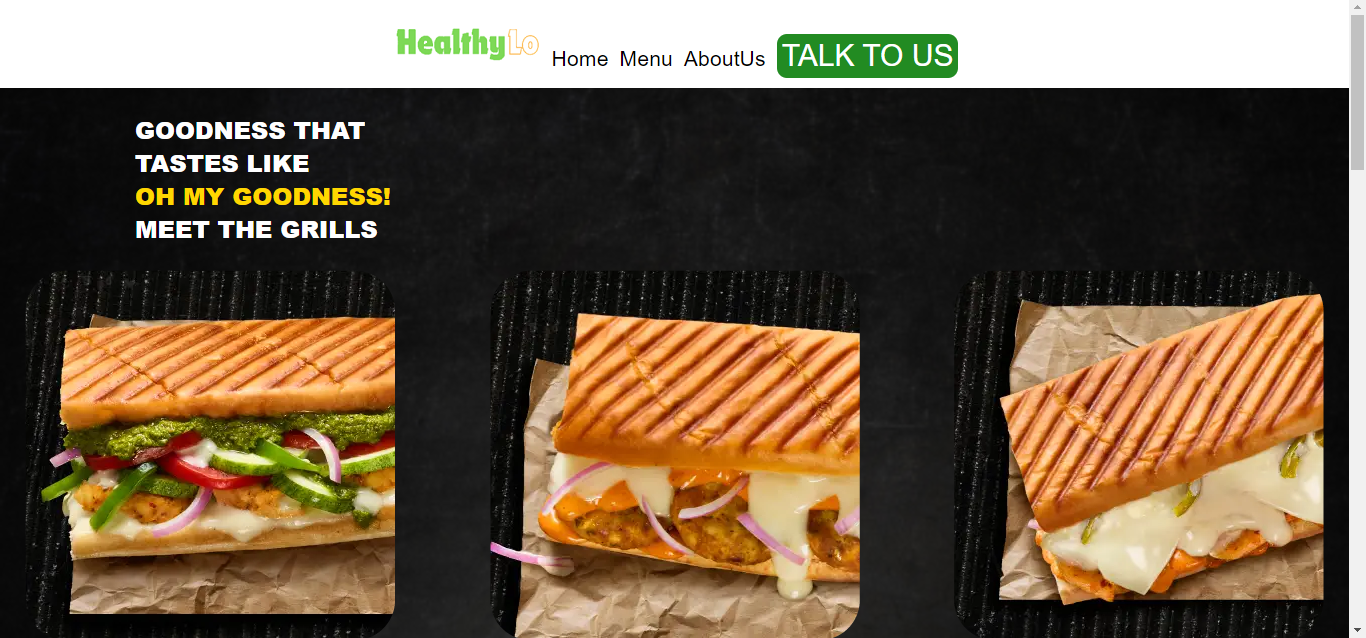 HealthyLo
Home Menu AboutUs TALK TO US
GOODNESS THAT
TASTES LIKE
OH MY GOODNESS!
MEET THE GRILLS